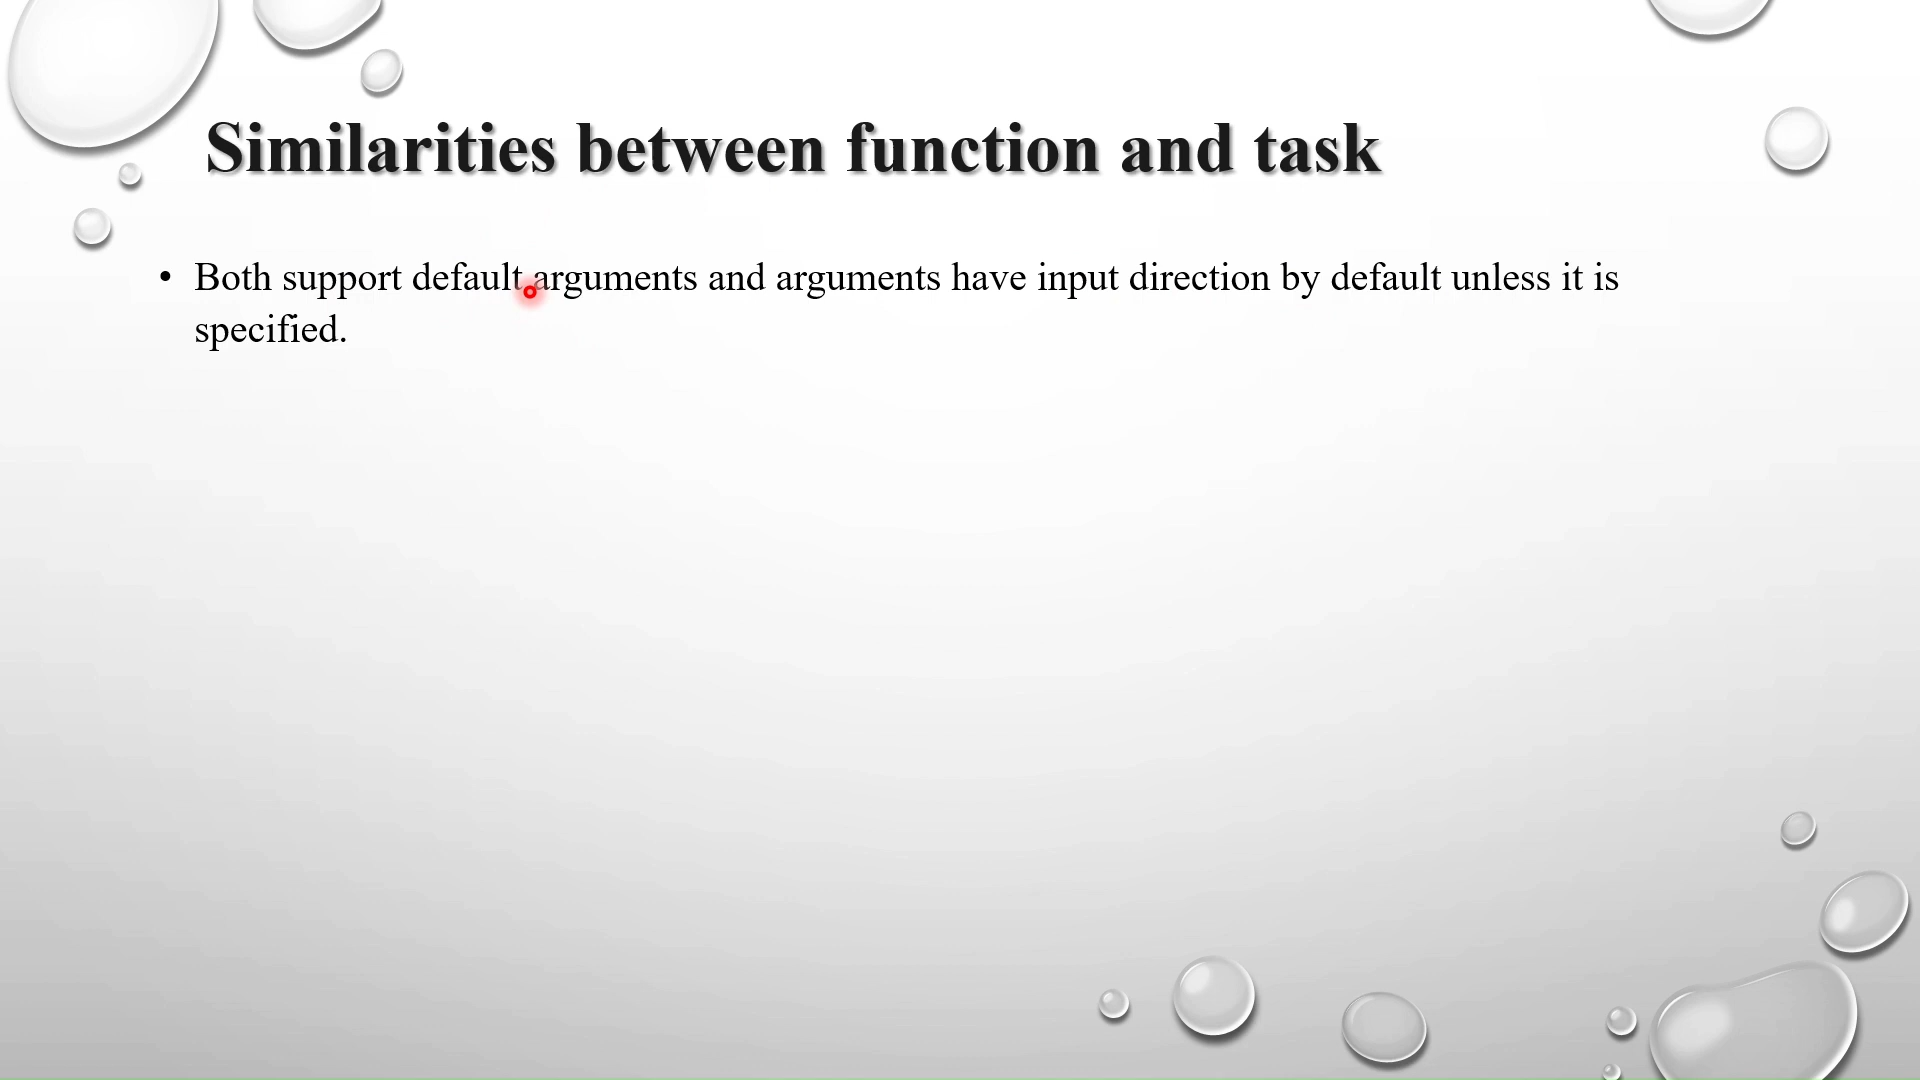 Similarities between function and task
• Both support default arguments and arguments have input direction by default unless it is
specified.